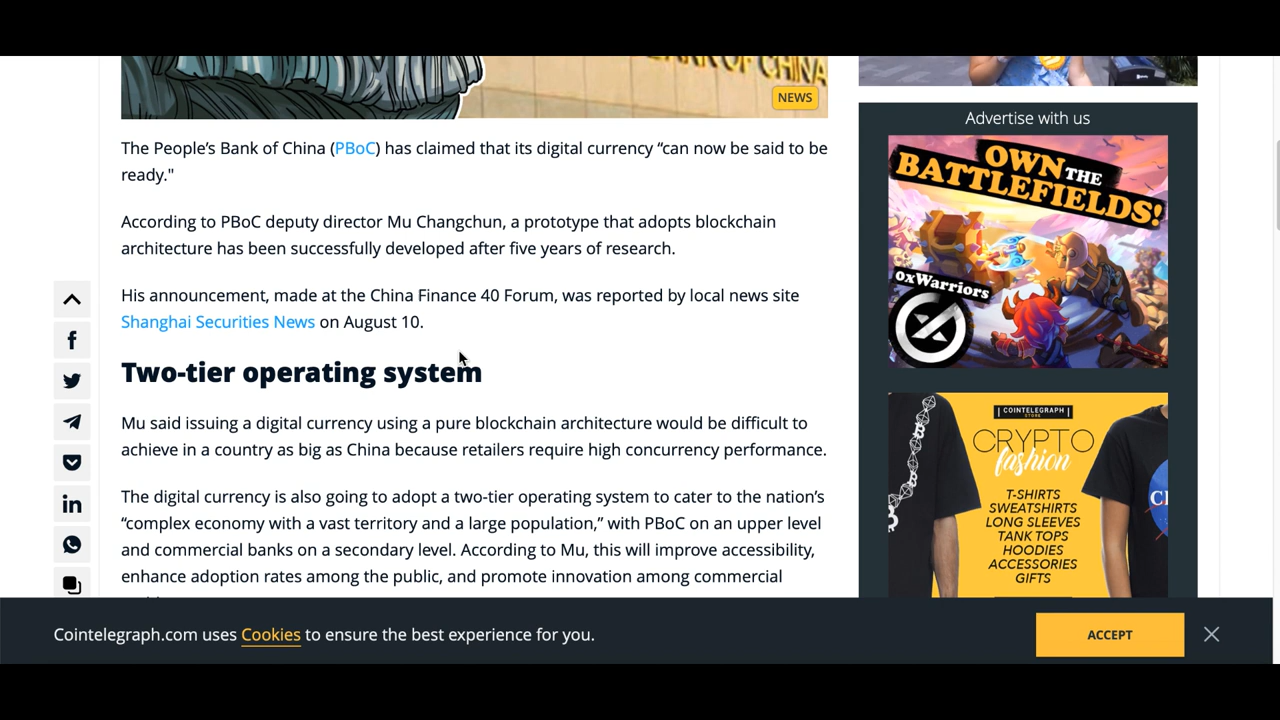 BANK OF CHINA
NEWS
The People’s Bank of China (PBoC) has claimed that its digital currency “can now be said to be
ready."
According to PBoC deputy director Mu Changchun, a prototype that adopts blockchain
architecture has been successfully developed after five years of research.
His announcement, made at the China Finance 40 Forum, was reported by local news site
Shanghai Securities News on August 10.
Two-tier operating system
Mu said issuing a digital currency using a pure blockchain architecture would be difficult to
achieve in a country as big as China because retailers require high concurrency performance.
The digital currency is also going to adopt a two-tier operating system to cater to the nation’s
“complex economy with a vast territory and a large population,” with PBoC on an upper level
and commercial banks on a secondary level. According to Mu, this will improve accessibility,
enhance adoption rates among the public, and promote innovation among commercial
Advertise with us
OWN THE
BATTLEFIELDS!
0xWarriors
COINTELEGRAPH
STORE
CRYPTO
fashion
T-SHIRTS
SWEATSHIRTS
LONG SLEEVES
TANK TOPS
HOODIES
ACCESSORIES
GIFTS
Cointelegraph.com uses Cookies to ensure the best experience for you.
ACCEPT